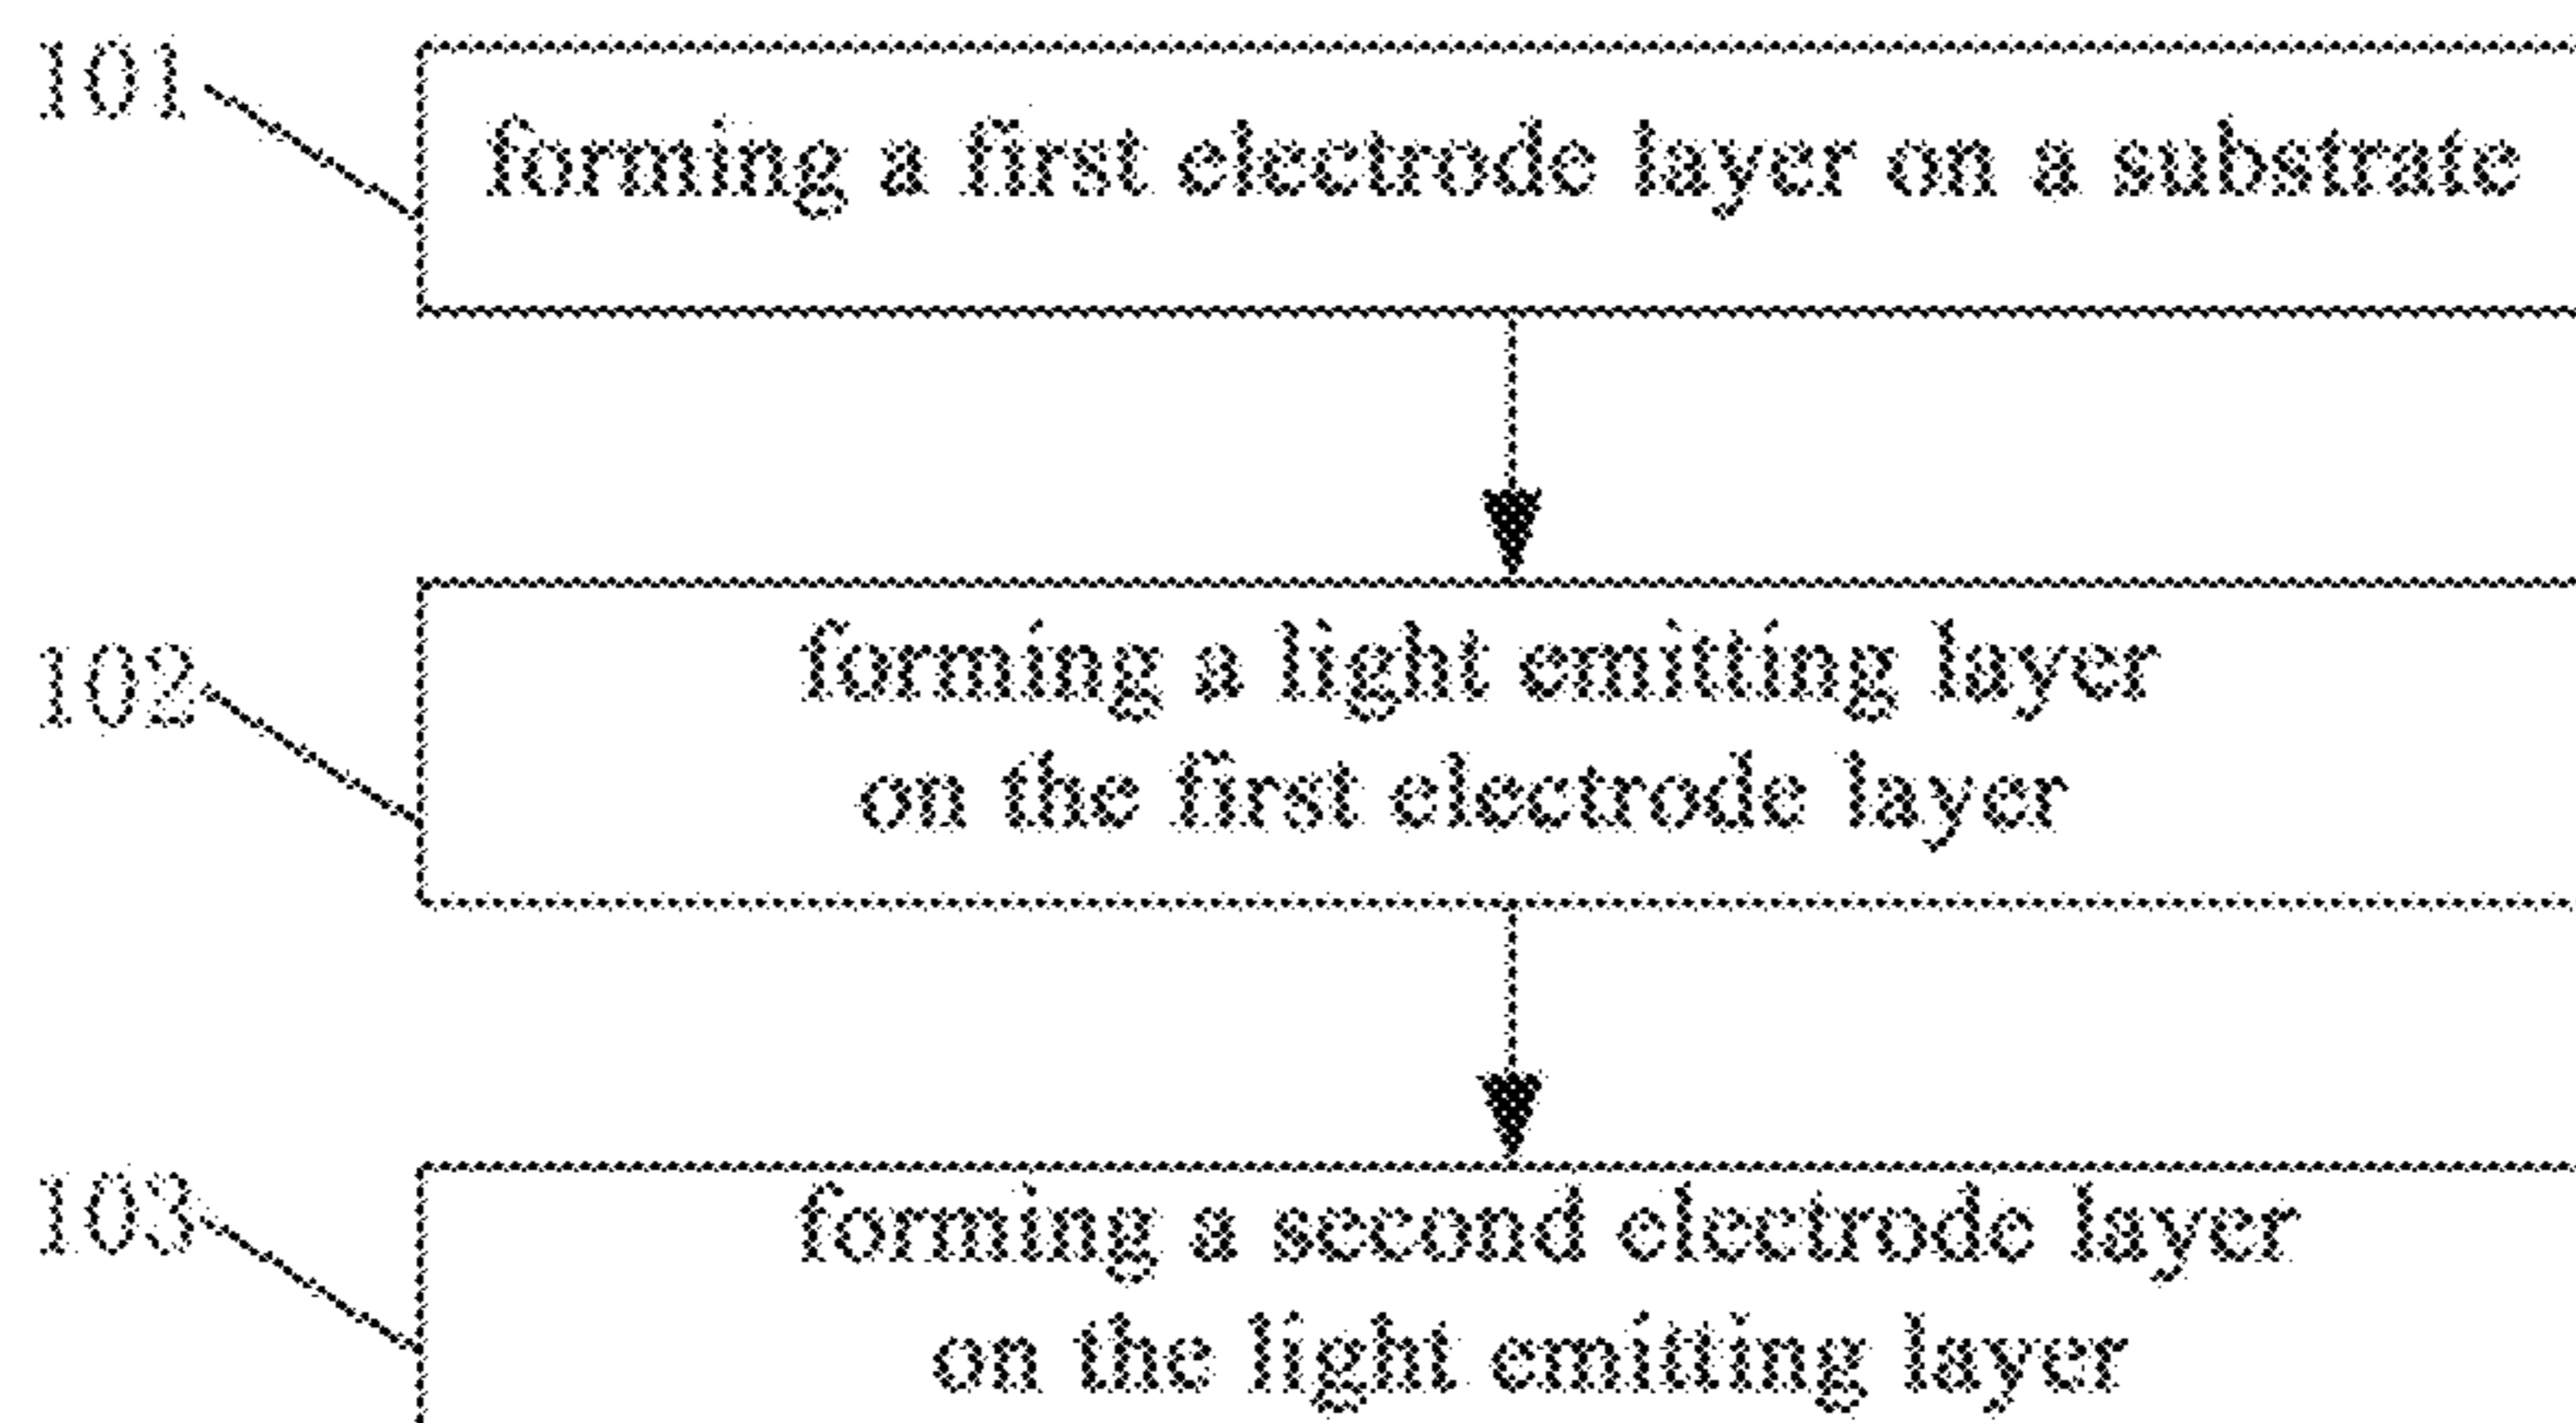 101
forming a first electrode layer on a substrate
102
forming a light emitting layer
on the first electrode layer
103
forming a second electrode layer
on the light emitting layer